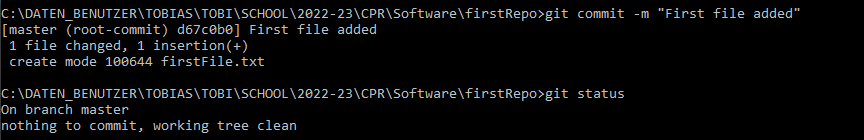 C:\DATEN_BENUTZER\TOBIAS\TOBI\SCHOOL\2022-23\CPR\Software\firstRepo>git commit -m "First file added"
[master (root-commit) d67c0b0] First file added
 1 file changed, 1 insertion(+)
 create mode 100644 firstFile.txt

C:\DATEN_BENUTZER\TOBIAS\TOBI\SCHOOL\2022-23\CPR\Software\firstRepo>git status
On branch master
nothing to commit, working tree clean